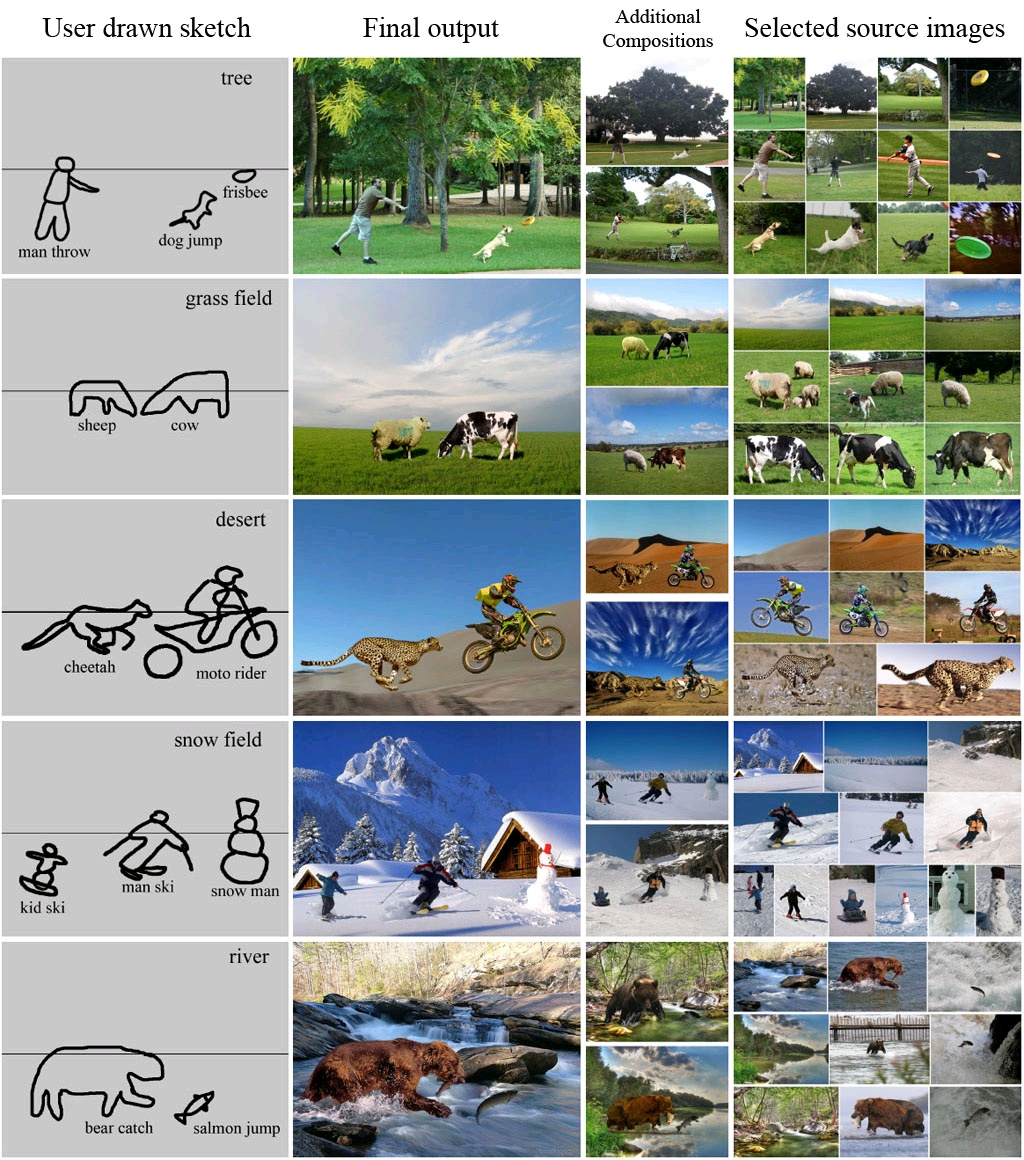 User drawn sketch
Final output
Additional
Compositions
Selected source images
tree
frisbee
man throw
dog jump
grass field
sheep
cow
desert
cheetah
moto rider
snow field
kid ski
man ski
snow man
river
bear catch
salmon jump